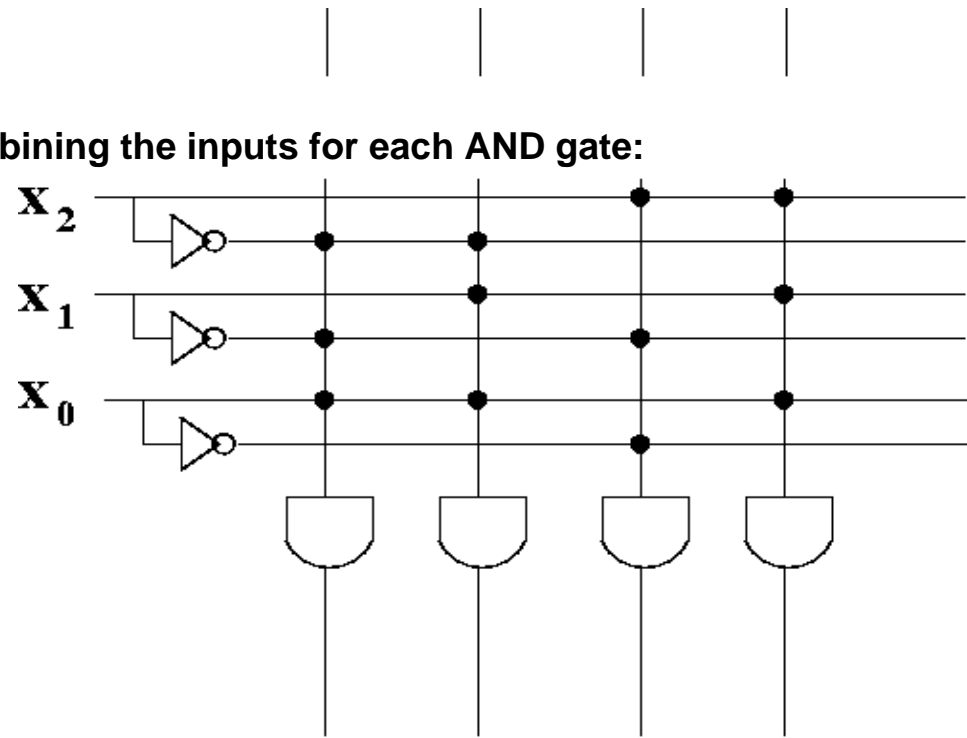 bining the inputs for each AND gate:
X2
X1
X0